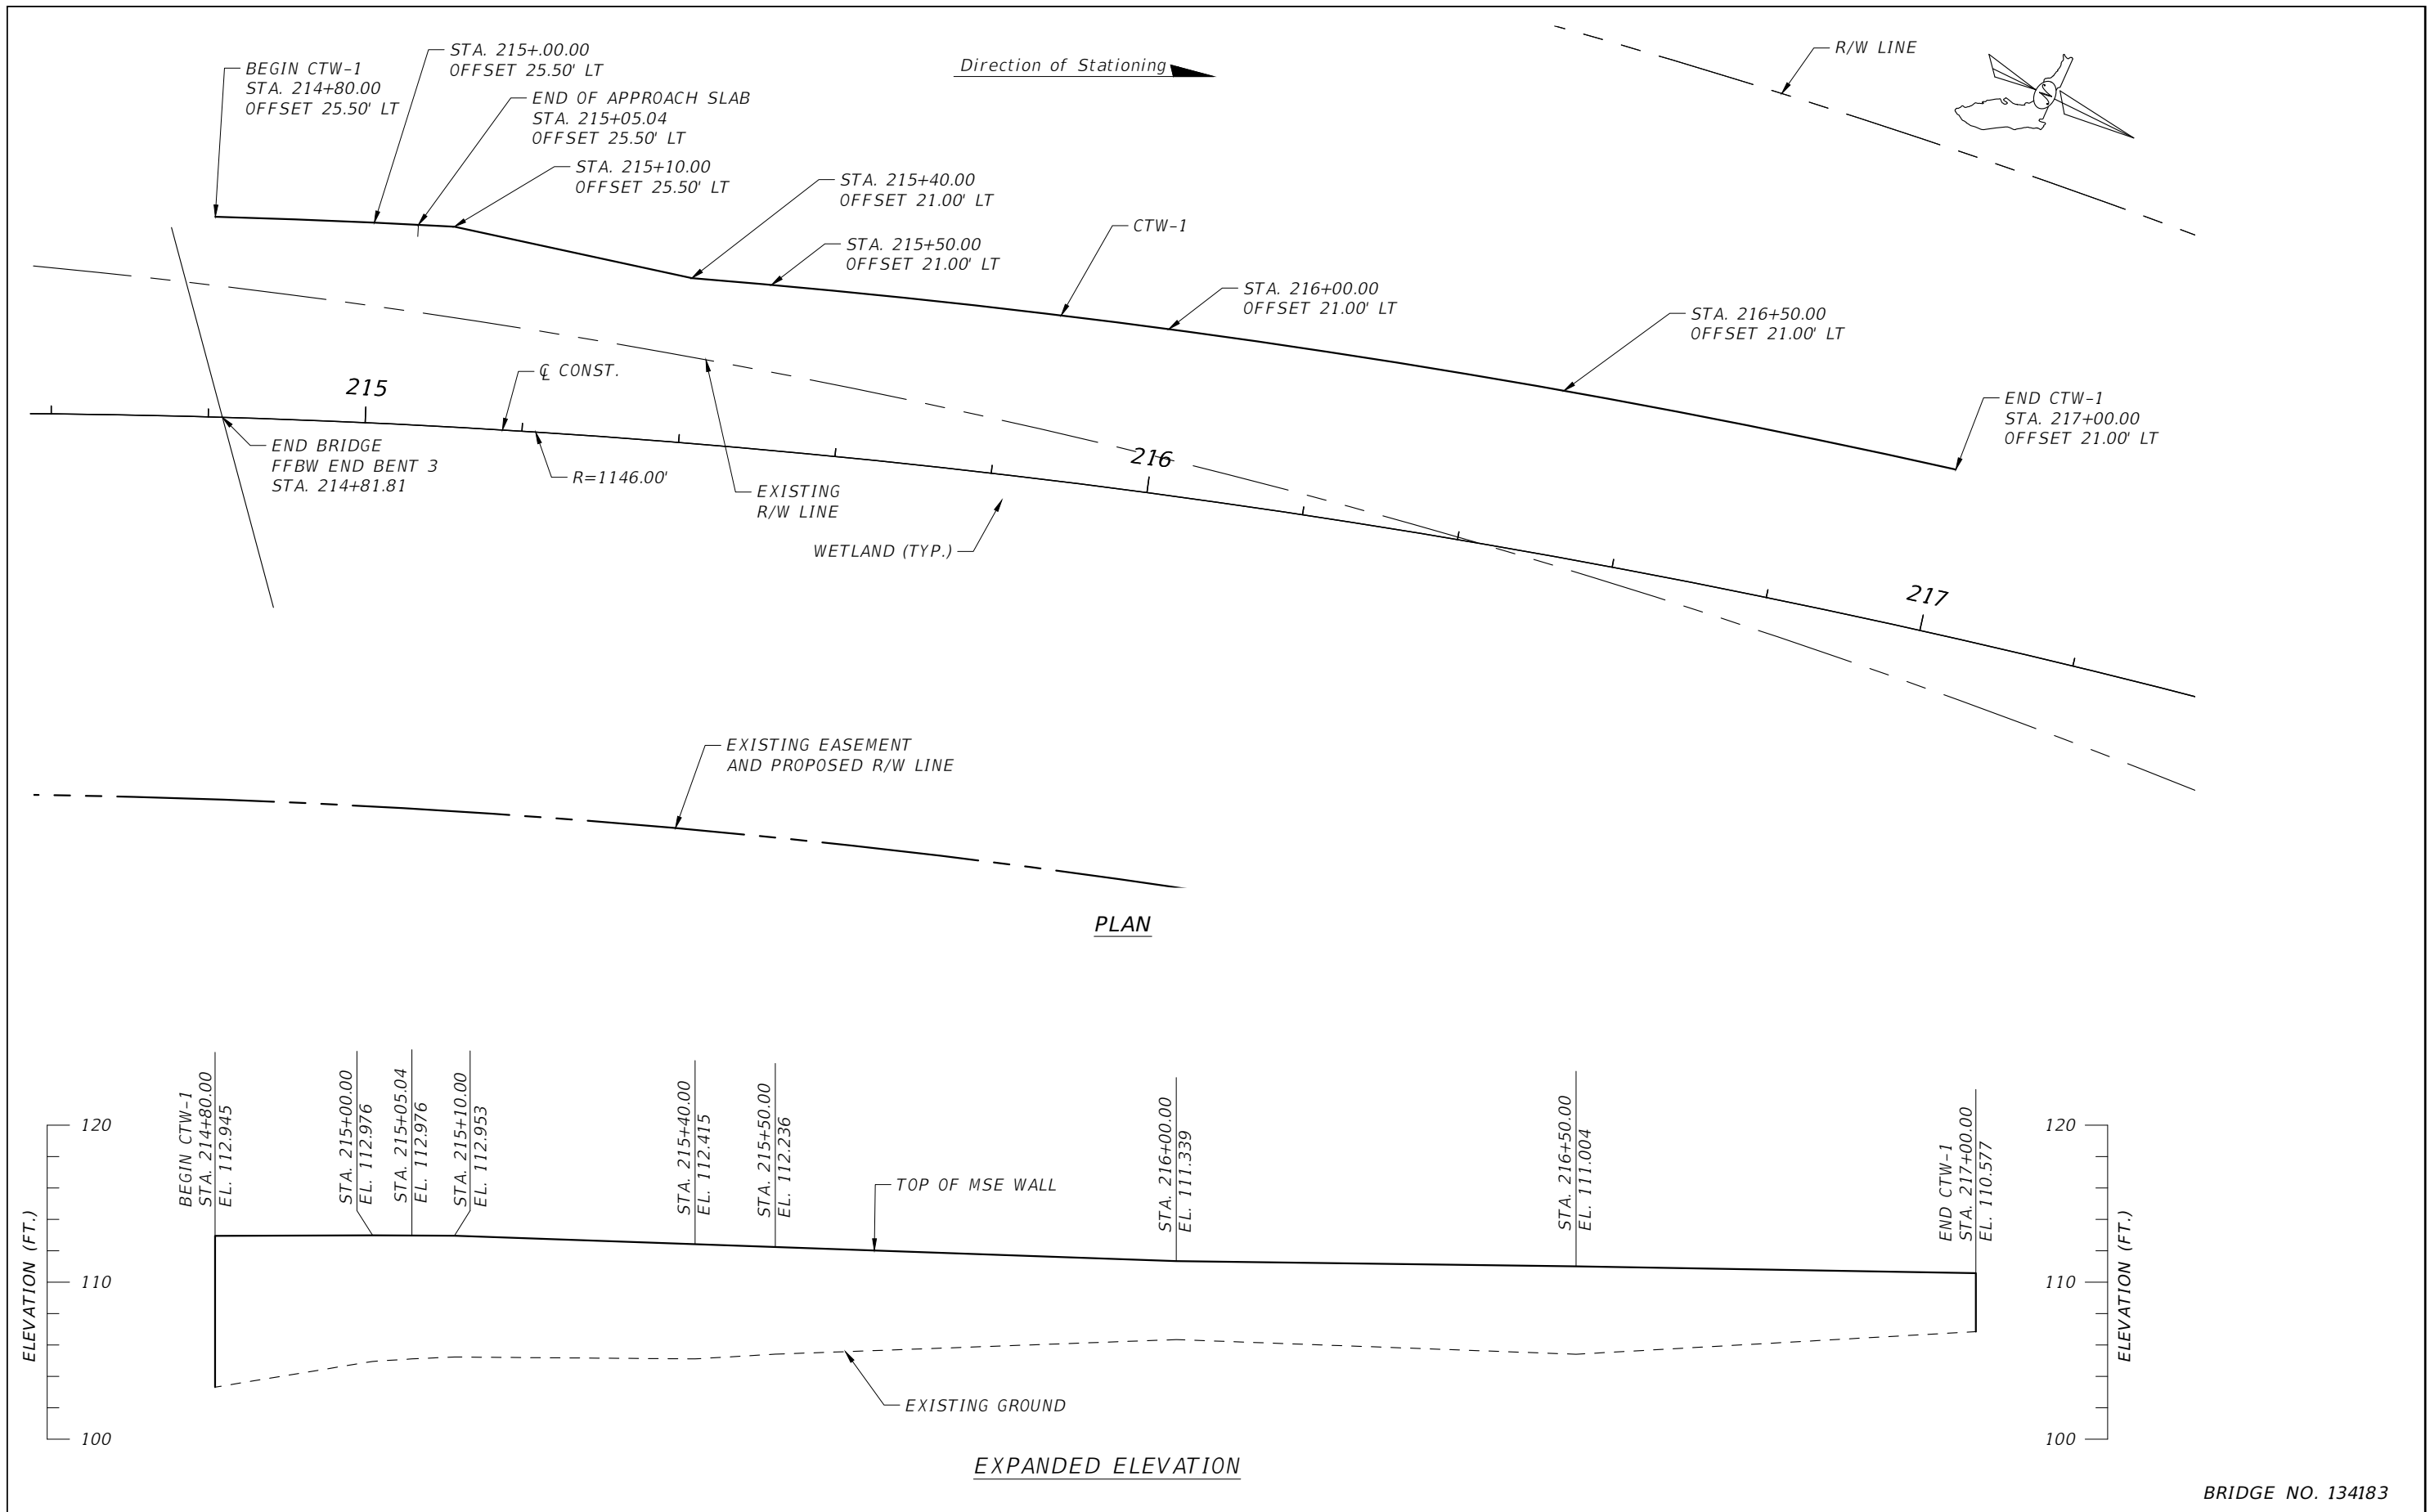 BEGIN CTW-1
STA. 214+80.00
OFFSET 25.50' LT
STA. 215+.00.00
OFFSET 25.50' LT
END OF APPROACH SLAB
STA. 215+05.04
OFFSET 25.50' LT
STA. 215+10.00
OFFSET 25.50' LT
Direction of Stationing
R/W LINE
STA. 215+40.00
OFFSET 21.00' LT
STA. 215+50.00
OFFSET 21.00' LT
CTW-1
STA. 216+00.00
OFFSET 21.00' LT
STA. 216+50.00
OFFSET 21.00' LT
END CTW-1
STA. 217+00.00
OFFSET 21.00' LT
215
℄ CONST.
END BRIDGE
FFBW END BENT 3
STA. 214+81.81
R=1146.00'
EXISTING
R/W LINE
216
WETLAND (TYP.)
217
EXISTING EASEMENT
AND PROPOSED R/W LINE
PLAN
ELEVATION (FT.)
120
110
100
BEGIN CTW-1
STA. 214+80.00
EL. 112.945
STA. 215+00.00
EL. 112.976
STA. 215+05.04
EL. 112.976
STA. 215+10.00
EL. 112.953
STA. 215+40.00
EL. 112.415
STA. 215+50.00
EL. 112.236
TOP OF MSE WALL
STA. 216+00.00
EL. 111.339
STA. 216+50.00
EL. 111.004
END CTW-1
STA. 217+00.00
EL. 110.577
120
110
100
ELEVATION (FT.)
EXISTING GROUND
EXPANDED ELEVATION
BRIDGE NO. 134183